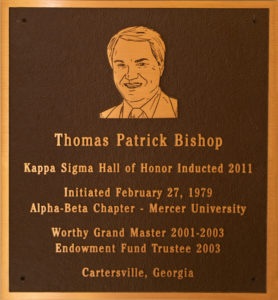 Thomas Patrick Bishop
Kappa Sigma Hall of Honor Inducted 2011
Initiated February 27, 1979
Alpha-Beta Chapter - Mercer University
Worthy Grand Master 2001-2003
Endowment Fund Trustee 2003
Cartersville, Georgia